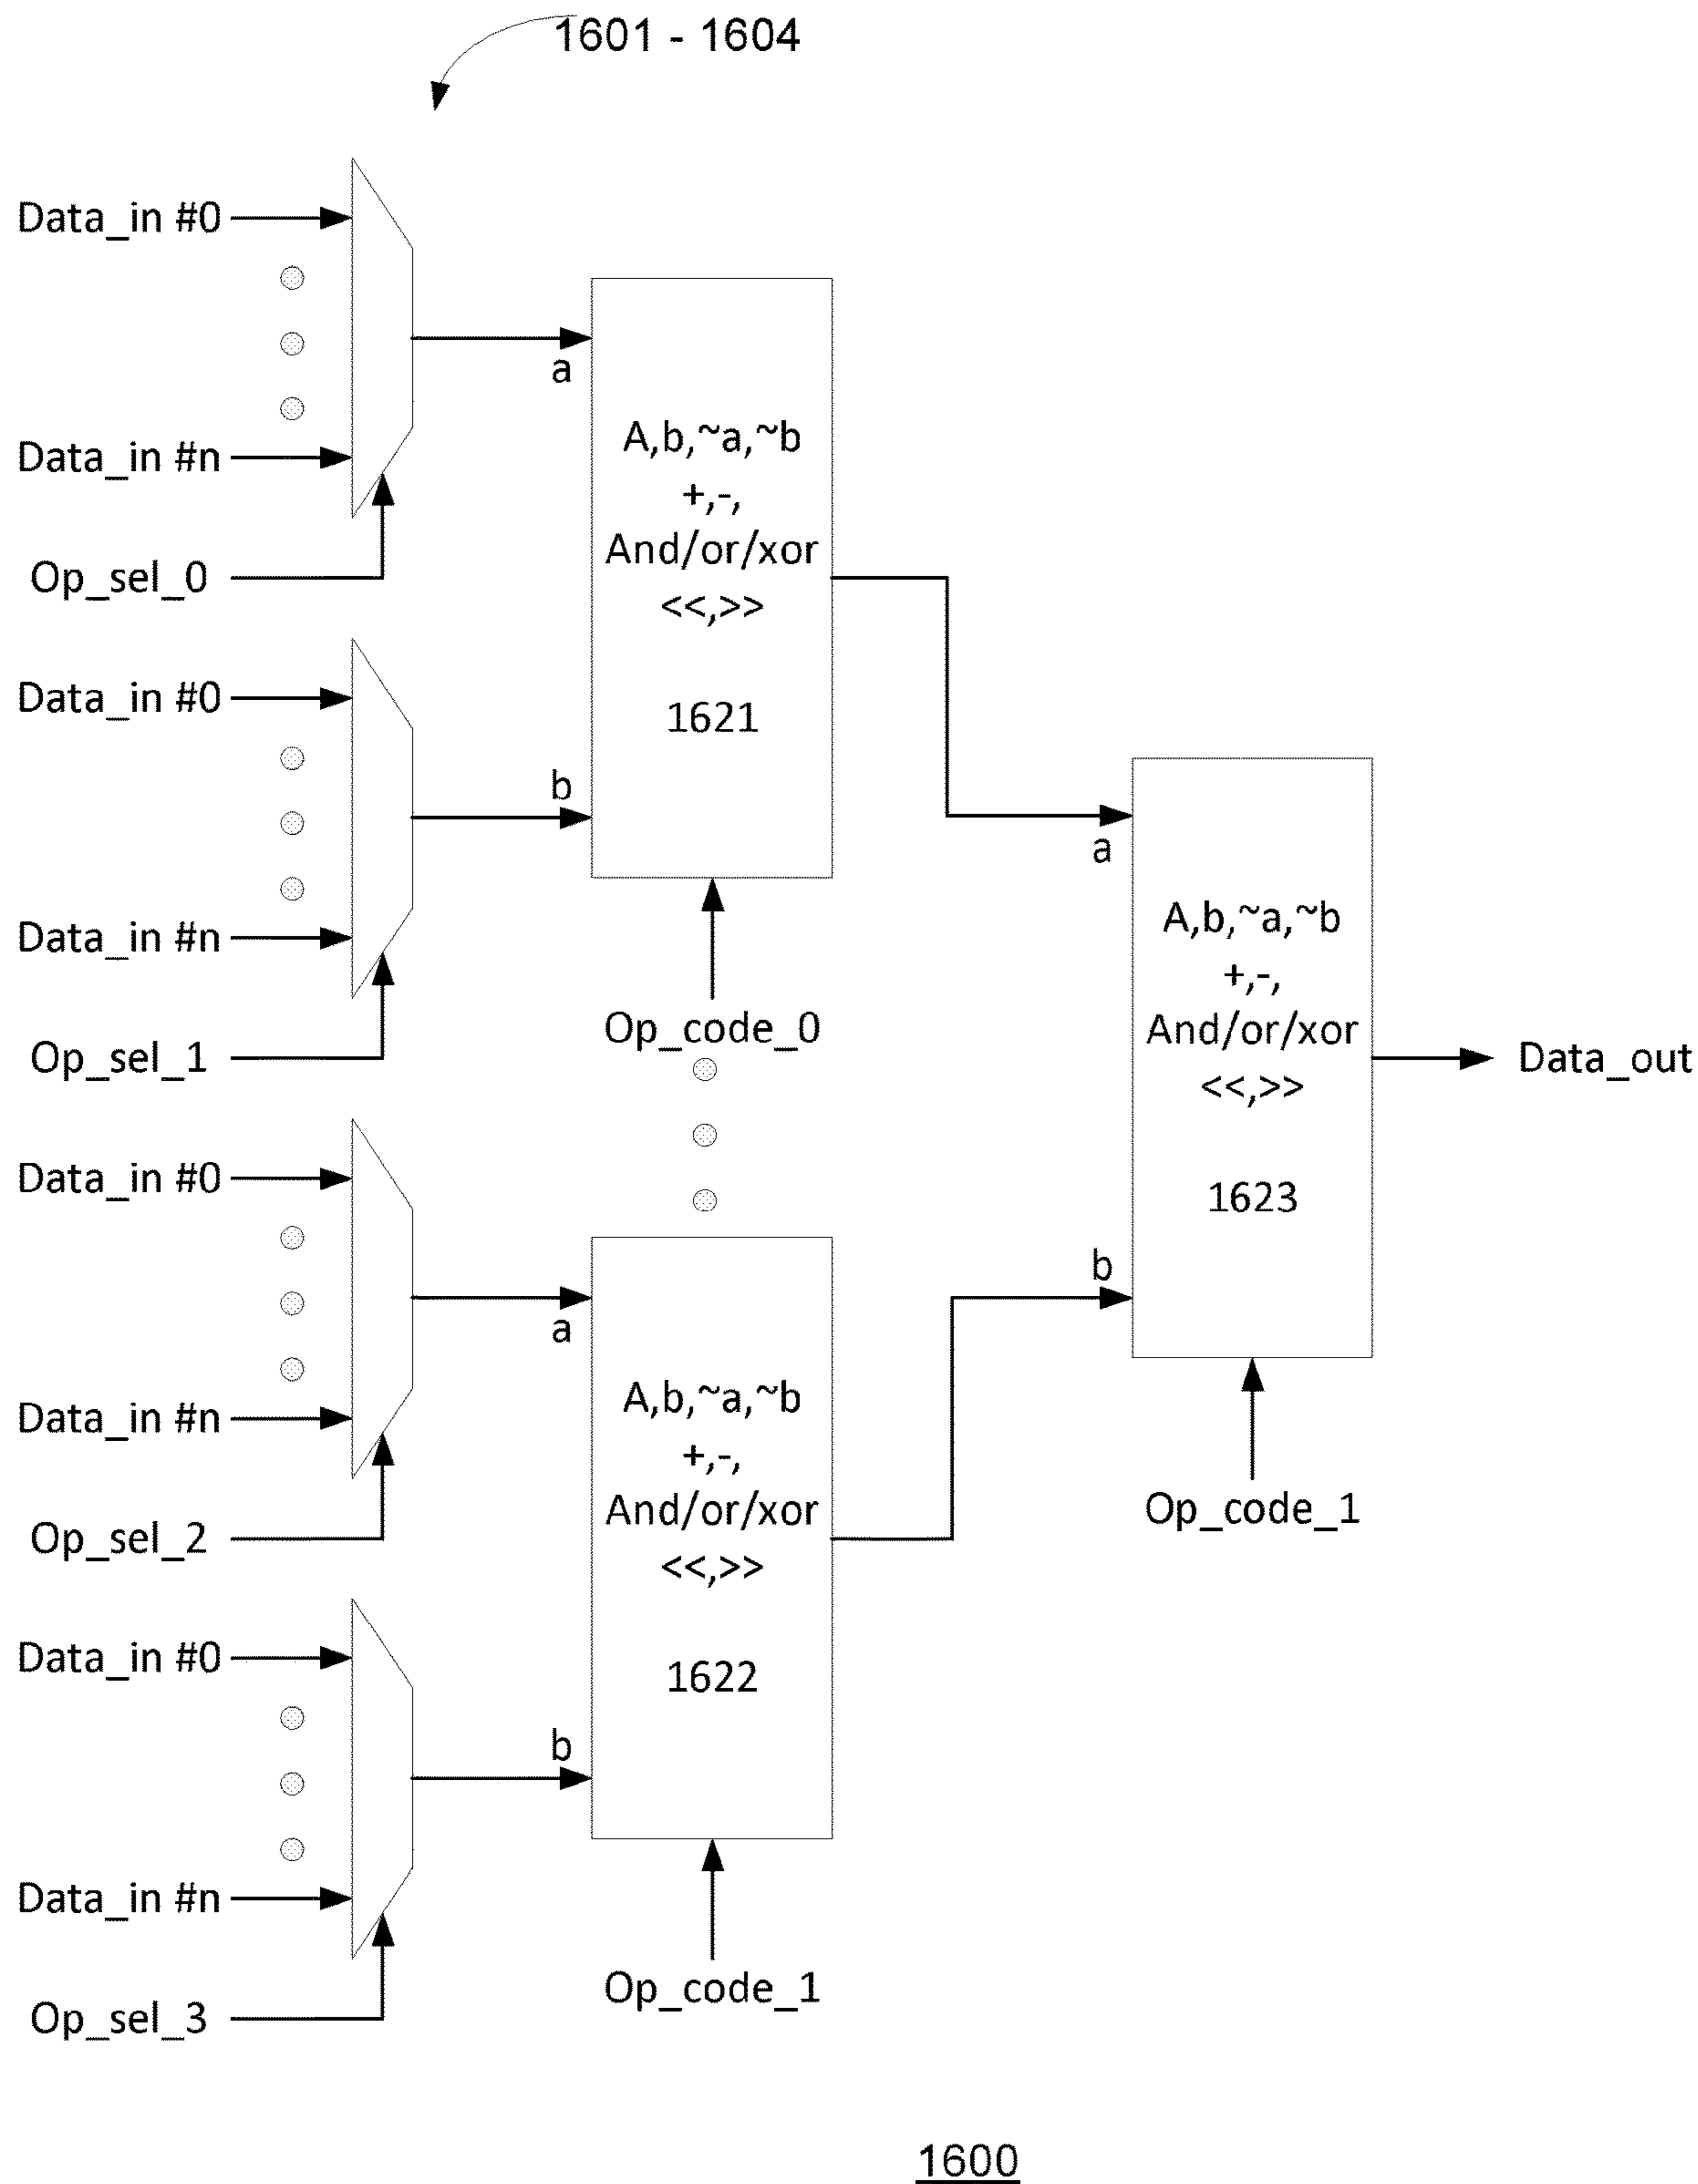 1601 - 1604
Data_in #0
Data_in #n
Op_sel_0
Data_in #0
Data_in #n
Op_sel_1
Data_in #0
Data_in #n
Op_sel_2
Data_in #0
Data_in #n
Op_sel_3
a
b
A,b,~a,~b
+,-,
And/or/xor
<<,>>
1621
Op_code_0
a
b
A,b,~a,~b
+,-,
And/or/xor
<<,>>
1622
Op_code_1
a
b
A,b,~a,~b
+,-,
And/or/xor
<<,>>
1623
Op_code_1
Data_out
1600